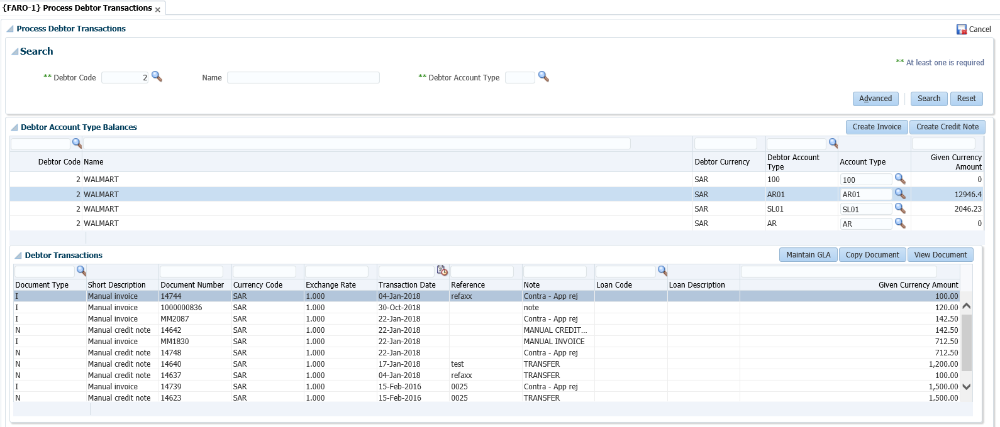 {FARO-1} Process Debtor Transactions
Process Debtor Transactions
Cancel
Search
** At least one is required
** Debtor Code 2 Name ** Debtor Account Type
Advanced Search Reset
Debtor Account Type Balances Create Invoice Create Credit Note
Debtor Code Name Debtor Currency Debtor Account Type Account Type Given Currency Amount
2 WALMART SAR 100 100 0
2 WALMART SAR AR01 AR01 12946.4
2 WALMART SAR SL01 SL01 2046.23
2 WALMART SAR AR AR 0
Debtor Transactions Maintain GLA Copy Document View Document
Document Type Short Description Document Number Currency Code Exchange Rate Transaction Date Reference Note Loan Code Loan Description Given Currency Amount
I Manual invoice 14744 SAR 1.000 04-Jan-2018 refaxx Contra - App rej 100.00
I Manual invoice 1000000836 SAR 1.000 30-Oct-2018 note 120.00
I Manual invoice MM2087 SAR 1.000 22-Jan-2018 Contra - App rej 142.50
N Manual credit note 14642 SAR 1.000 22-Jan-2018 MANUAL CREDIT... 142.50
I Manual invoice MM1830 SAR 1.000 22-Jan-2018 MANUAL INVOICE 712.50
N Manual credit note 14748 SAR 1.000 22-Jan-2018 Contra - App rej 712.50
N Manual credit note 14640 SAR 1.000 17-Jan-2018 test TRANSFER 1,200.00
N Manual credit note 14637 SAR 1.000 04-Jan-2018 refaxx TRANSFER 100.00
I Manual invoice 14739 SAR 1.000 15-Feb-2016 0025 Contra - App rej 1,500.00
N Manual credit note 14623 SAR 1.000 15-Feb-2016 0025 TRANSFER 1,500.00